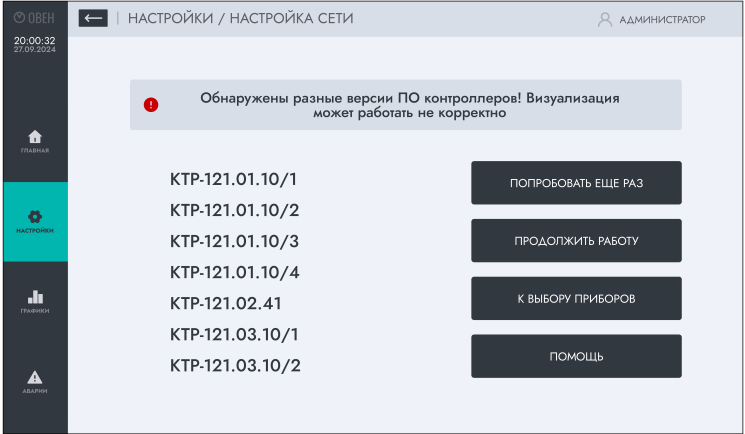 ОВЕН
20:00:32
27.09.2024
НАСТРОЙКИ / НАСТРОЙКА СЕТИ
АДМИНИСТРАТОР
Обнаружены разные версии ПО контроллеров! Визуализация
может работать не корректно
ГЛАВНАЯ
НАСТРОЙКИ
ГРАФИКИ
АВАРИИ
КТР-121.01.10/1
КТР-121.01.10/2
КТР-121.01.10/3
КТР-121.01.10/4
КТР-121.02.41
КТР-121.03.10/1
КТР-121.03.10/2
ПОПРОБОВАТЬ ЕЩЕ РАЗ
ПРОДОЛЖИТЬ РАБОТУ
К ВЫБОРУ ПРИБОРОВ
ПОМОЩЬ